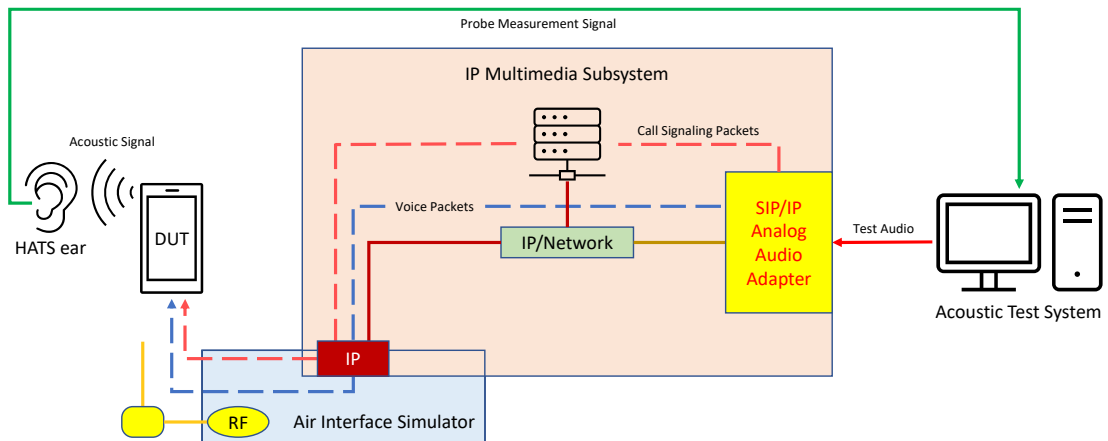 Probe Measurement Signal
IP Multimedia Subsystem
Acoustic Signal
Call Signaling Packets
HATS ear
DUT
Voice Packets
SIP/IP
Analog
Audio
Adapter
IP/Network
Test Audio
Acoustic Test System
IP
RF
Air Interface Simulator